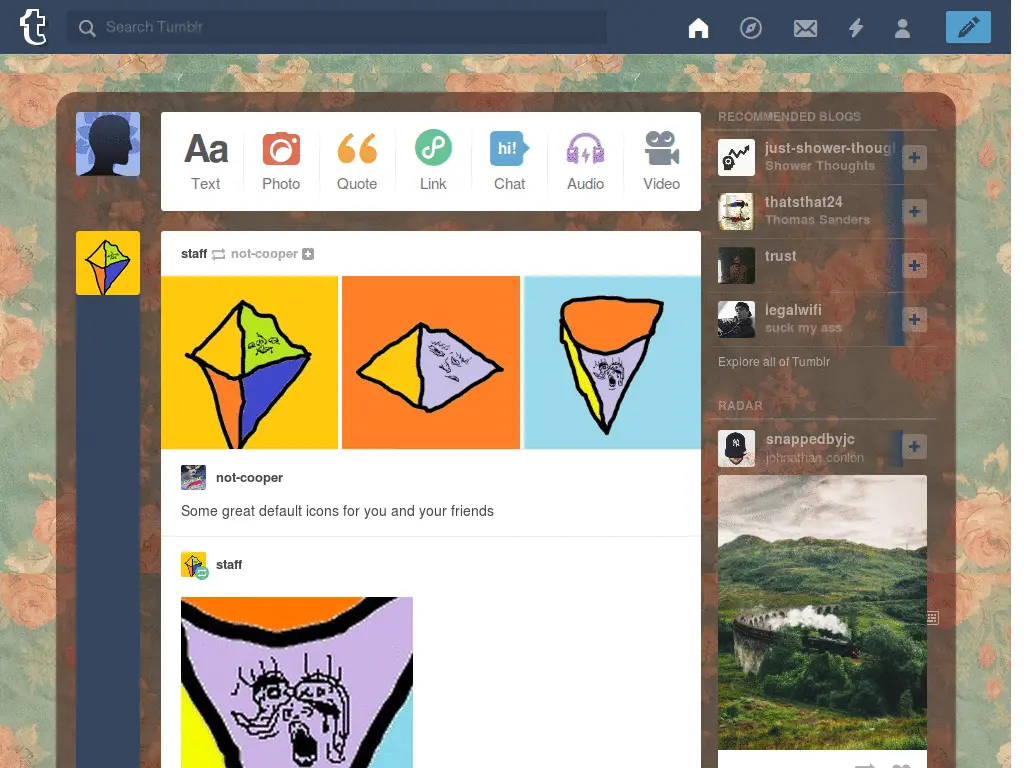 t
Search Tumblr
Aa
hi!
Text
Photo
Quote
Link
Chat
Audio
Video
staff not-cooper
not-cooper
Some great default icons for you and your friends
staff
RECOMMENDED BLOGS
just-shower-thoug
Shower Thoughts
thatsthat24
Thomas Sanders
trust
iegalwifi
suck my ass
Explore all of Tumblr
RADAR
snappedbyjc
johnathan conlon